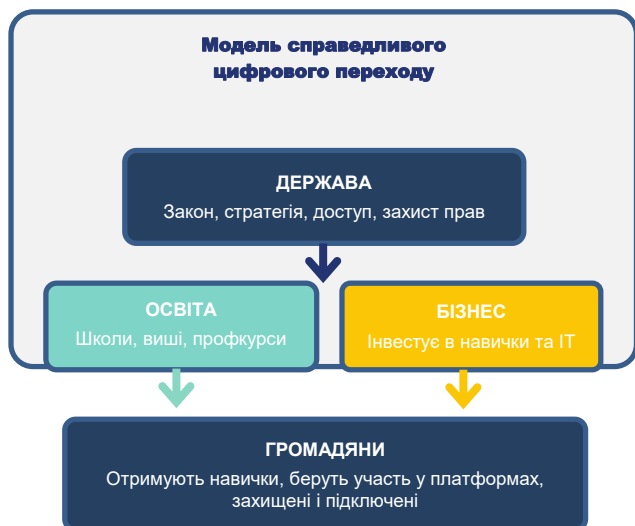 Модель справедливого
цифрового переходу
ДЕРЖАВА
Закон, стратегія, доступ, захист прав
ОСВІТА
Школи, виші, профкурси
БІЗНЕС
Інвестує в навички та ІТ
ГРОМАДЯНИ
Отримують навички, беруть участь у платформах,
захищені і підключені